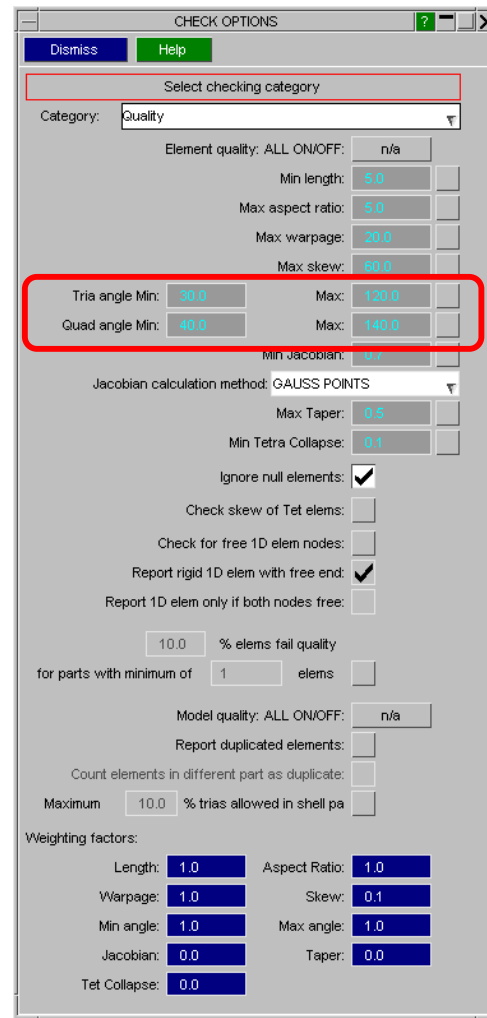 CHECK OPTIONS ?
Dismiss Help
Select checking category
Category: Quality
Element quality: ALL ON/OFF: n/a
Min length: 5.0
Max aspect ratio: 5.0
Max warpage: 20.0
Max skew: 60.0
Tria angle Min: 30.0 Max: 120.0
Quad angle Min: 40.0 Max: 140.0
Min Jacobian: 0.7
Jacobian calculation method: GAUSS POINTS
Max Taper: 0.5
Min Tetra Collapse: 0.1
Ignore null elements:
Check skew of Tet elems:
Check for free 1D elem nodes:
Report rigid 1D elem with free end:
Report 1D elem only if both nodes free:
10.0 % elems fail quality
for parts with minimum of 1 elems
Model quality: ALL ON/OFF: n/a
Report duplicated elements:
Count elements in different part as duplicate:
Maximum 10.0 % trias allowed in shell pa
Weighting factors:
Length: 1.0 Aspect Ratio: 1.0
Warpage: 1.0 Skew: 0.1
Min angle: 1.0 Max angle: 1.0
Jacobian: 0.0 Taper: 0.0
Tet Collapse: 0.0